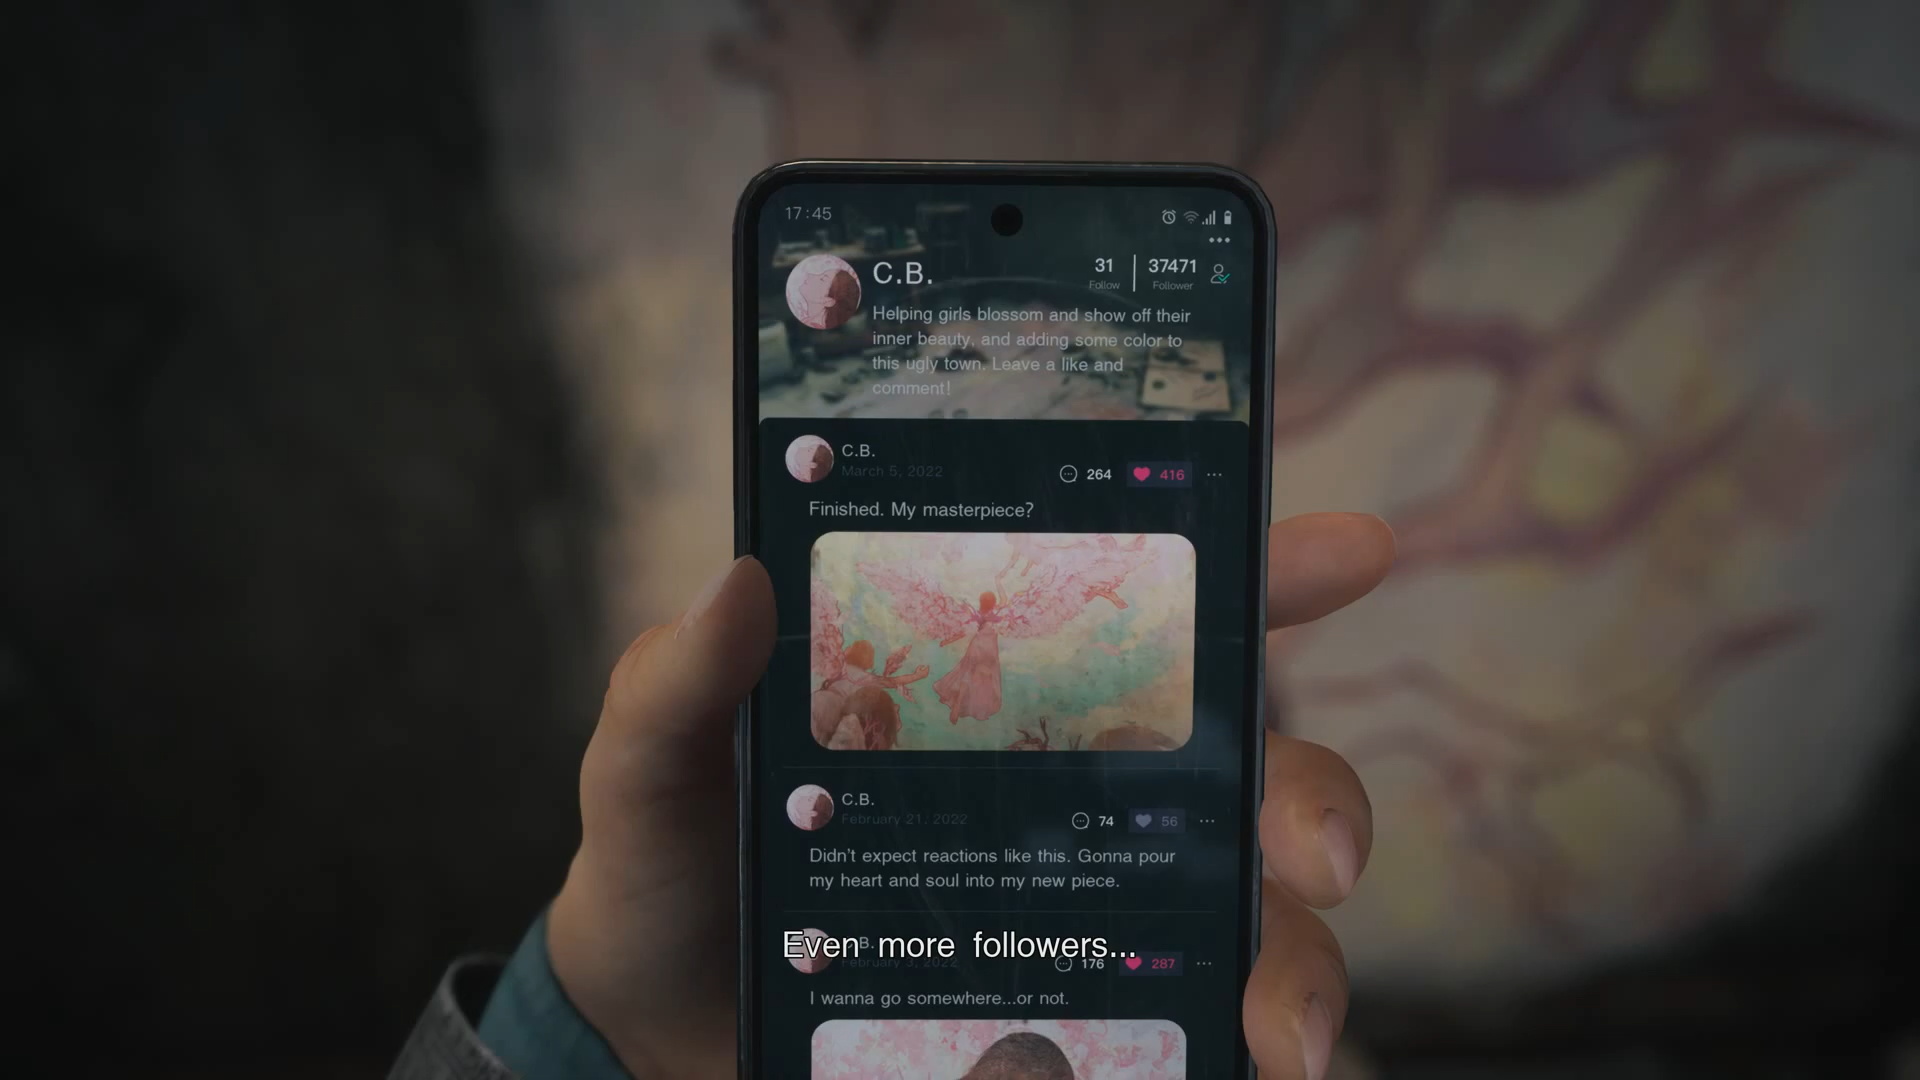 17:45
C.B.
31
Follow
37471
Follower
Helping girls blossom and show off their
inner beauty, and adding some color to
this ugly town. Leave a like and
comment!
C.B.
March 5, 2022
264
416
Finished. My masterpiece?
C.B.
February 21, 2022
74
56
Didn't expect reactions like this. Gonna pour
my heart and soul into my new piece.
B.
February 3, 2022
176
287
Even more followers...
I wanna go somewhere...or not.